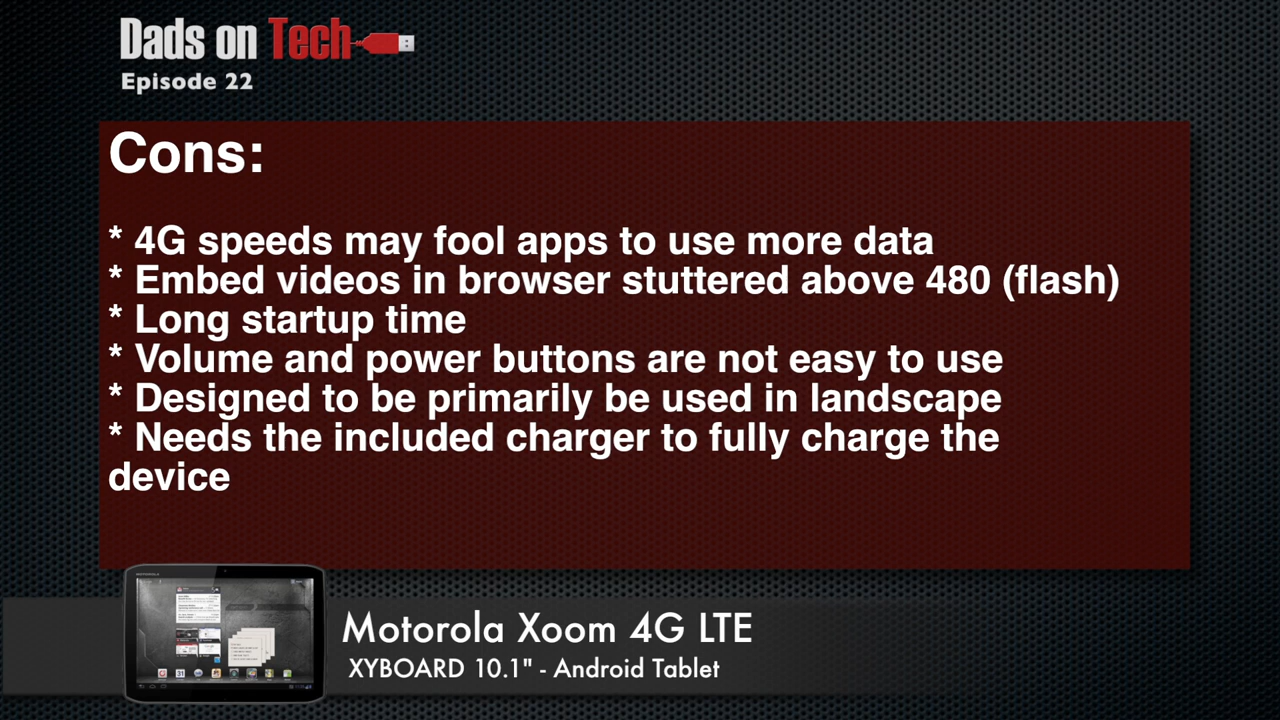 Dads on Tech
Episode 22
Cons:
* 4G speeds may fool apps to use more data
* Embed videos in browser stuttered above 480 (flash)
* Long startup time
* Volume and power buttons are not easy to use
* Designed to be primarily be used in landscape
* Needs the included charger to fully charge the
device
Motorola Xoom 4G LTE
XYBOARD 10.1" - Android Tablet